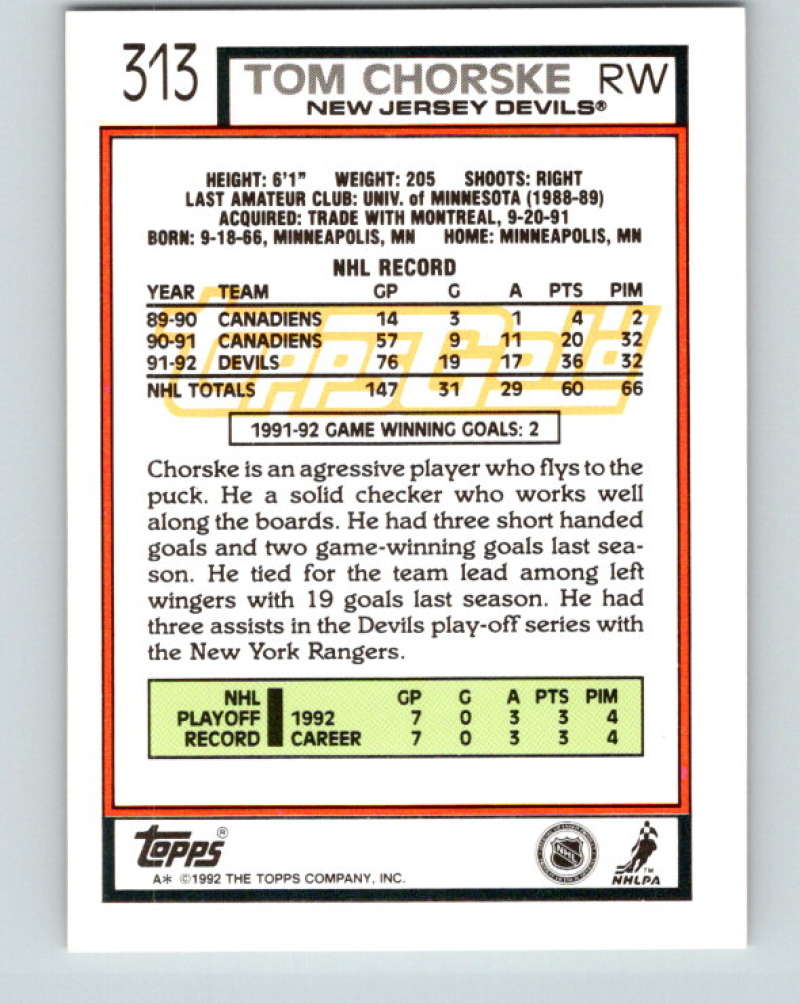 313 TOM CHORSKE RW
NEW JERSEY DEVILS®
HEIGHT: 6'1" WEIGHT: 205 SHOOTS: RIGHT
LAST AMATEUR CLUB: UNIV. of MINNESOTA (1988-89)
ACQUIRED: TRADE WITH MONTREAL, 9-20-91
BORN: 9-18-66, MINNEAPOLIS, MN HOME: MINNEAPOLIS, MN
NHL RECORD
YEAR TEAM GP G A PTS PIM
89-90 CANADIENS 14 3 1 4 2
90-91 CANADIENS 57 9 11 20 32
91-92 DEVILS 76 19 17 36 32
NHL TOTALS 147 31 29 60 66
ToppsGold
1991-92 GAME WINNING GOALS: 2
Chorske is an agressive player who flys to the
puck. He a solid checker who works well
along the boards. He had three short handed
goals and two game-winning goals last sea-
son. He tied for the team lead among left
wingers with 19 goals last season. He had
three assists in the Devils play-off series with
the New York Rangers.
NHL GP G A PTS PIM
PLAYOFF 1992 7 0 3 3 4
RECORD CAREER 7 0 3 3 4
Topps®
A* ©1992 THE TOPPS COMPANY, INC.
NHL
NHLPA™